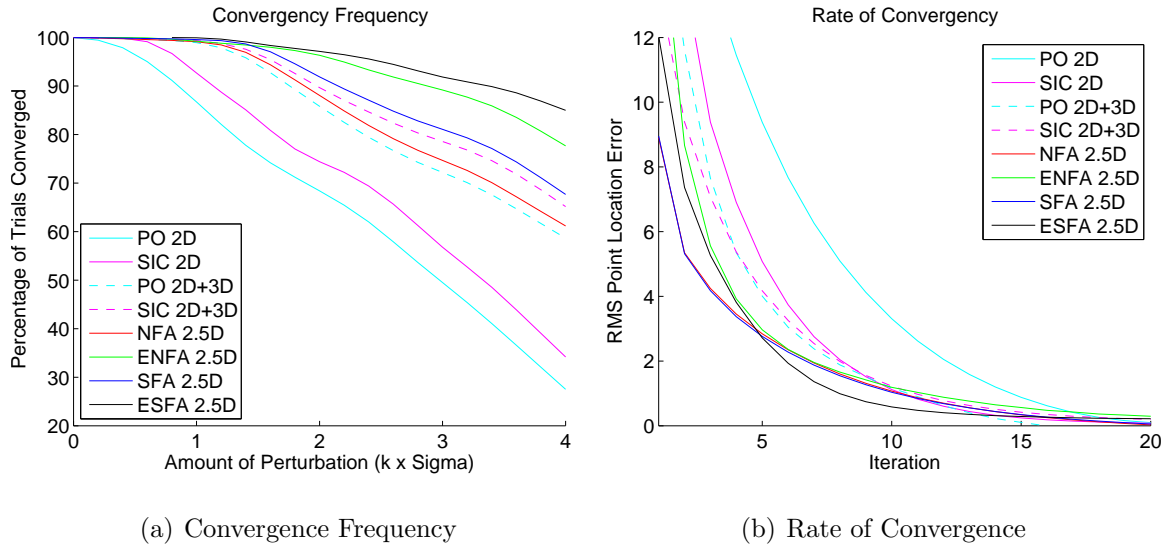 Convergency Frequency
100
90
80
70
60
50
40
30
20
0
1
2
3
4
Percentage of Trials Converged
Amount of Perturbation (k x Sigma)
PO 2D
SIC 2D
PO 2D+3D
SIC 2D+3D
NFA 2.5D
ENFA 2.5D
SFA 2.5D
ESFA 2.5D
(a) Convergence Frequency
Rate of Convergency
12
10
8
6
4
2
0
5
10
15
20
RMS Point Location Error
Iteration
PO 2D
SIC 2D
PO 2D+3D
SIC 2D+3D
NFA 2.5D
ENFA 2.5D
SFA 2.5D
ESFA 2.5D
(b) Rate of Convergence